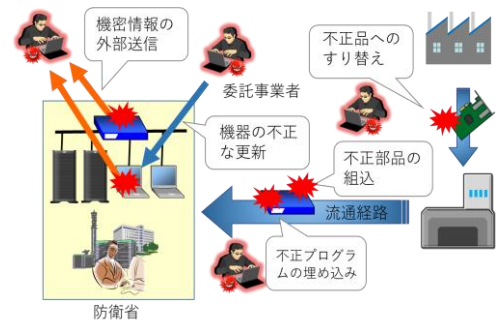 機密情報の
外部送信
不正品への
すり替え
委託事業者
機器の不正
な更新
不正部品の
組込
流通経路
不正プログラ
ムの埋め込み
防衛省